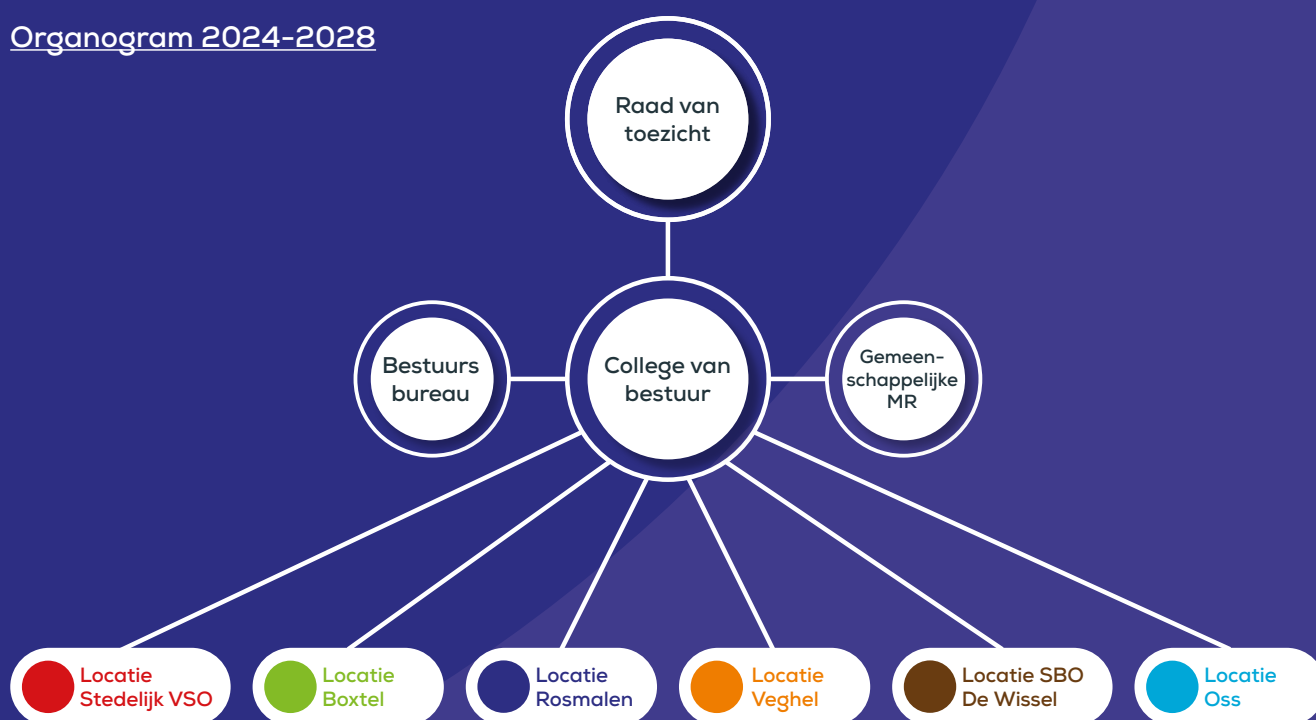 Organogram 2024-2028
Raad van
toezicht
Bestuurs
bureau
College van
bestuur
Gemeen-
schappelijke
MR
Locatie
Stedelijk VSO
Locatie
Boxtel
Locatie
Rosmalen
Locatie
Veghel
Locatie SBO
De Wissel
Locatie
Oss